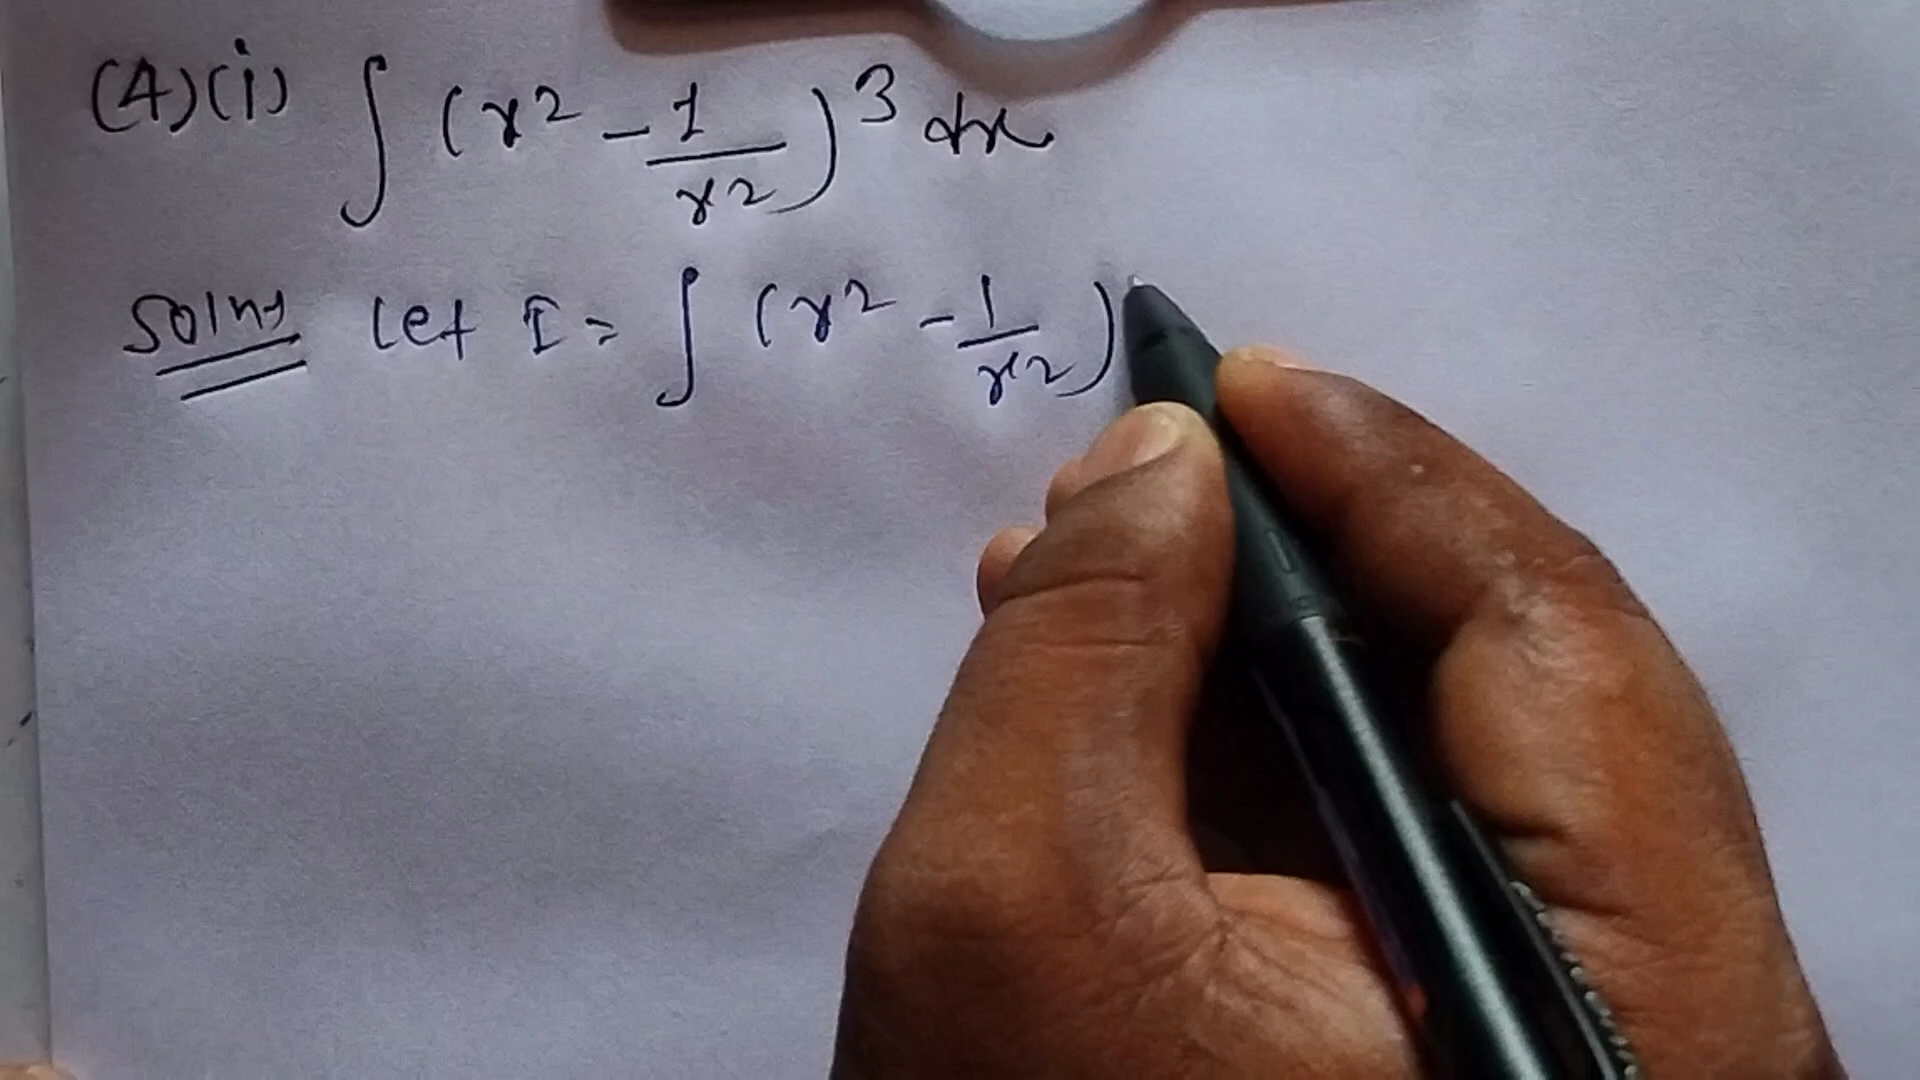 (4)(i) ∫ (x² - 1/x²)³ dx
Soln, Let I = ∫ (x² - 1/x²)